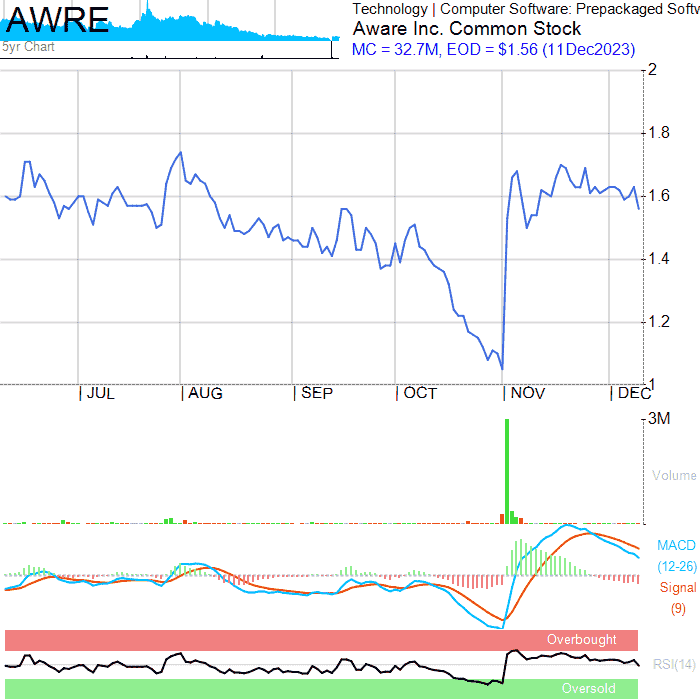 AWRE
5yr Chart
Technology | Computer Software: Prepackaged Softw
Aware Inc. Common Stock
MC = 32.7M, EOD = $1.56 (11Dec2023)
2
1.8
1.6
1.4
1.2
1
JUL AUG SEP OCT NOV DEC
3M
Volume
MACD
(12-26)
Signal
(9)
Overbought
RSI(14)
Oversold